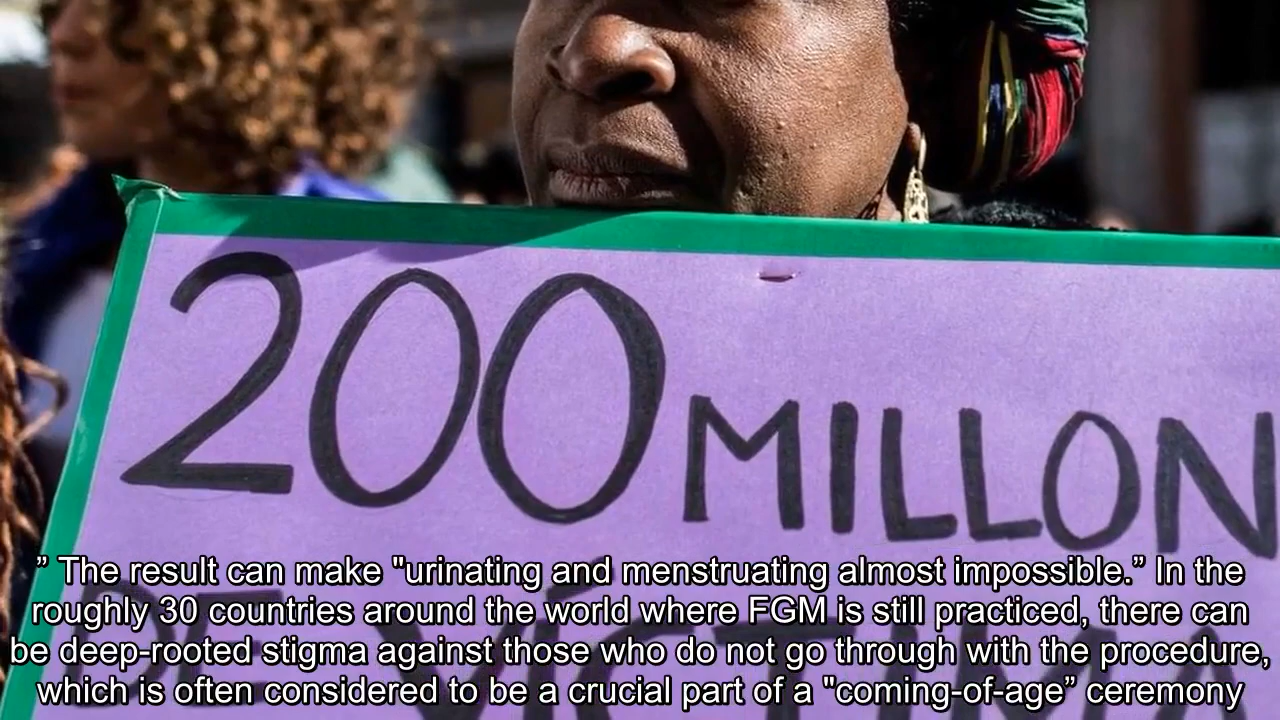 200 MILLON
DE VICTIMA
” The result can make "urinating and menstruating almost impossible.” In the
roughly 30 countries around the world where FGM is still practiced, there can
be deep-rooted stigma against those who do not go through with the procedure,
which is often considered to be a crucial part of a "coming-of-age” ceremony